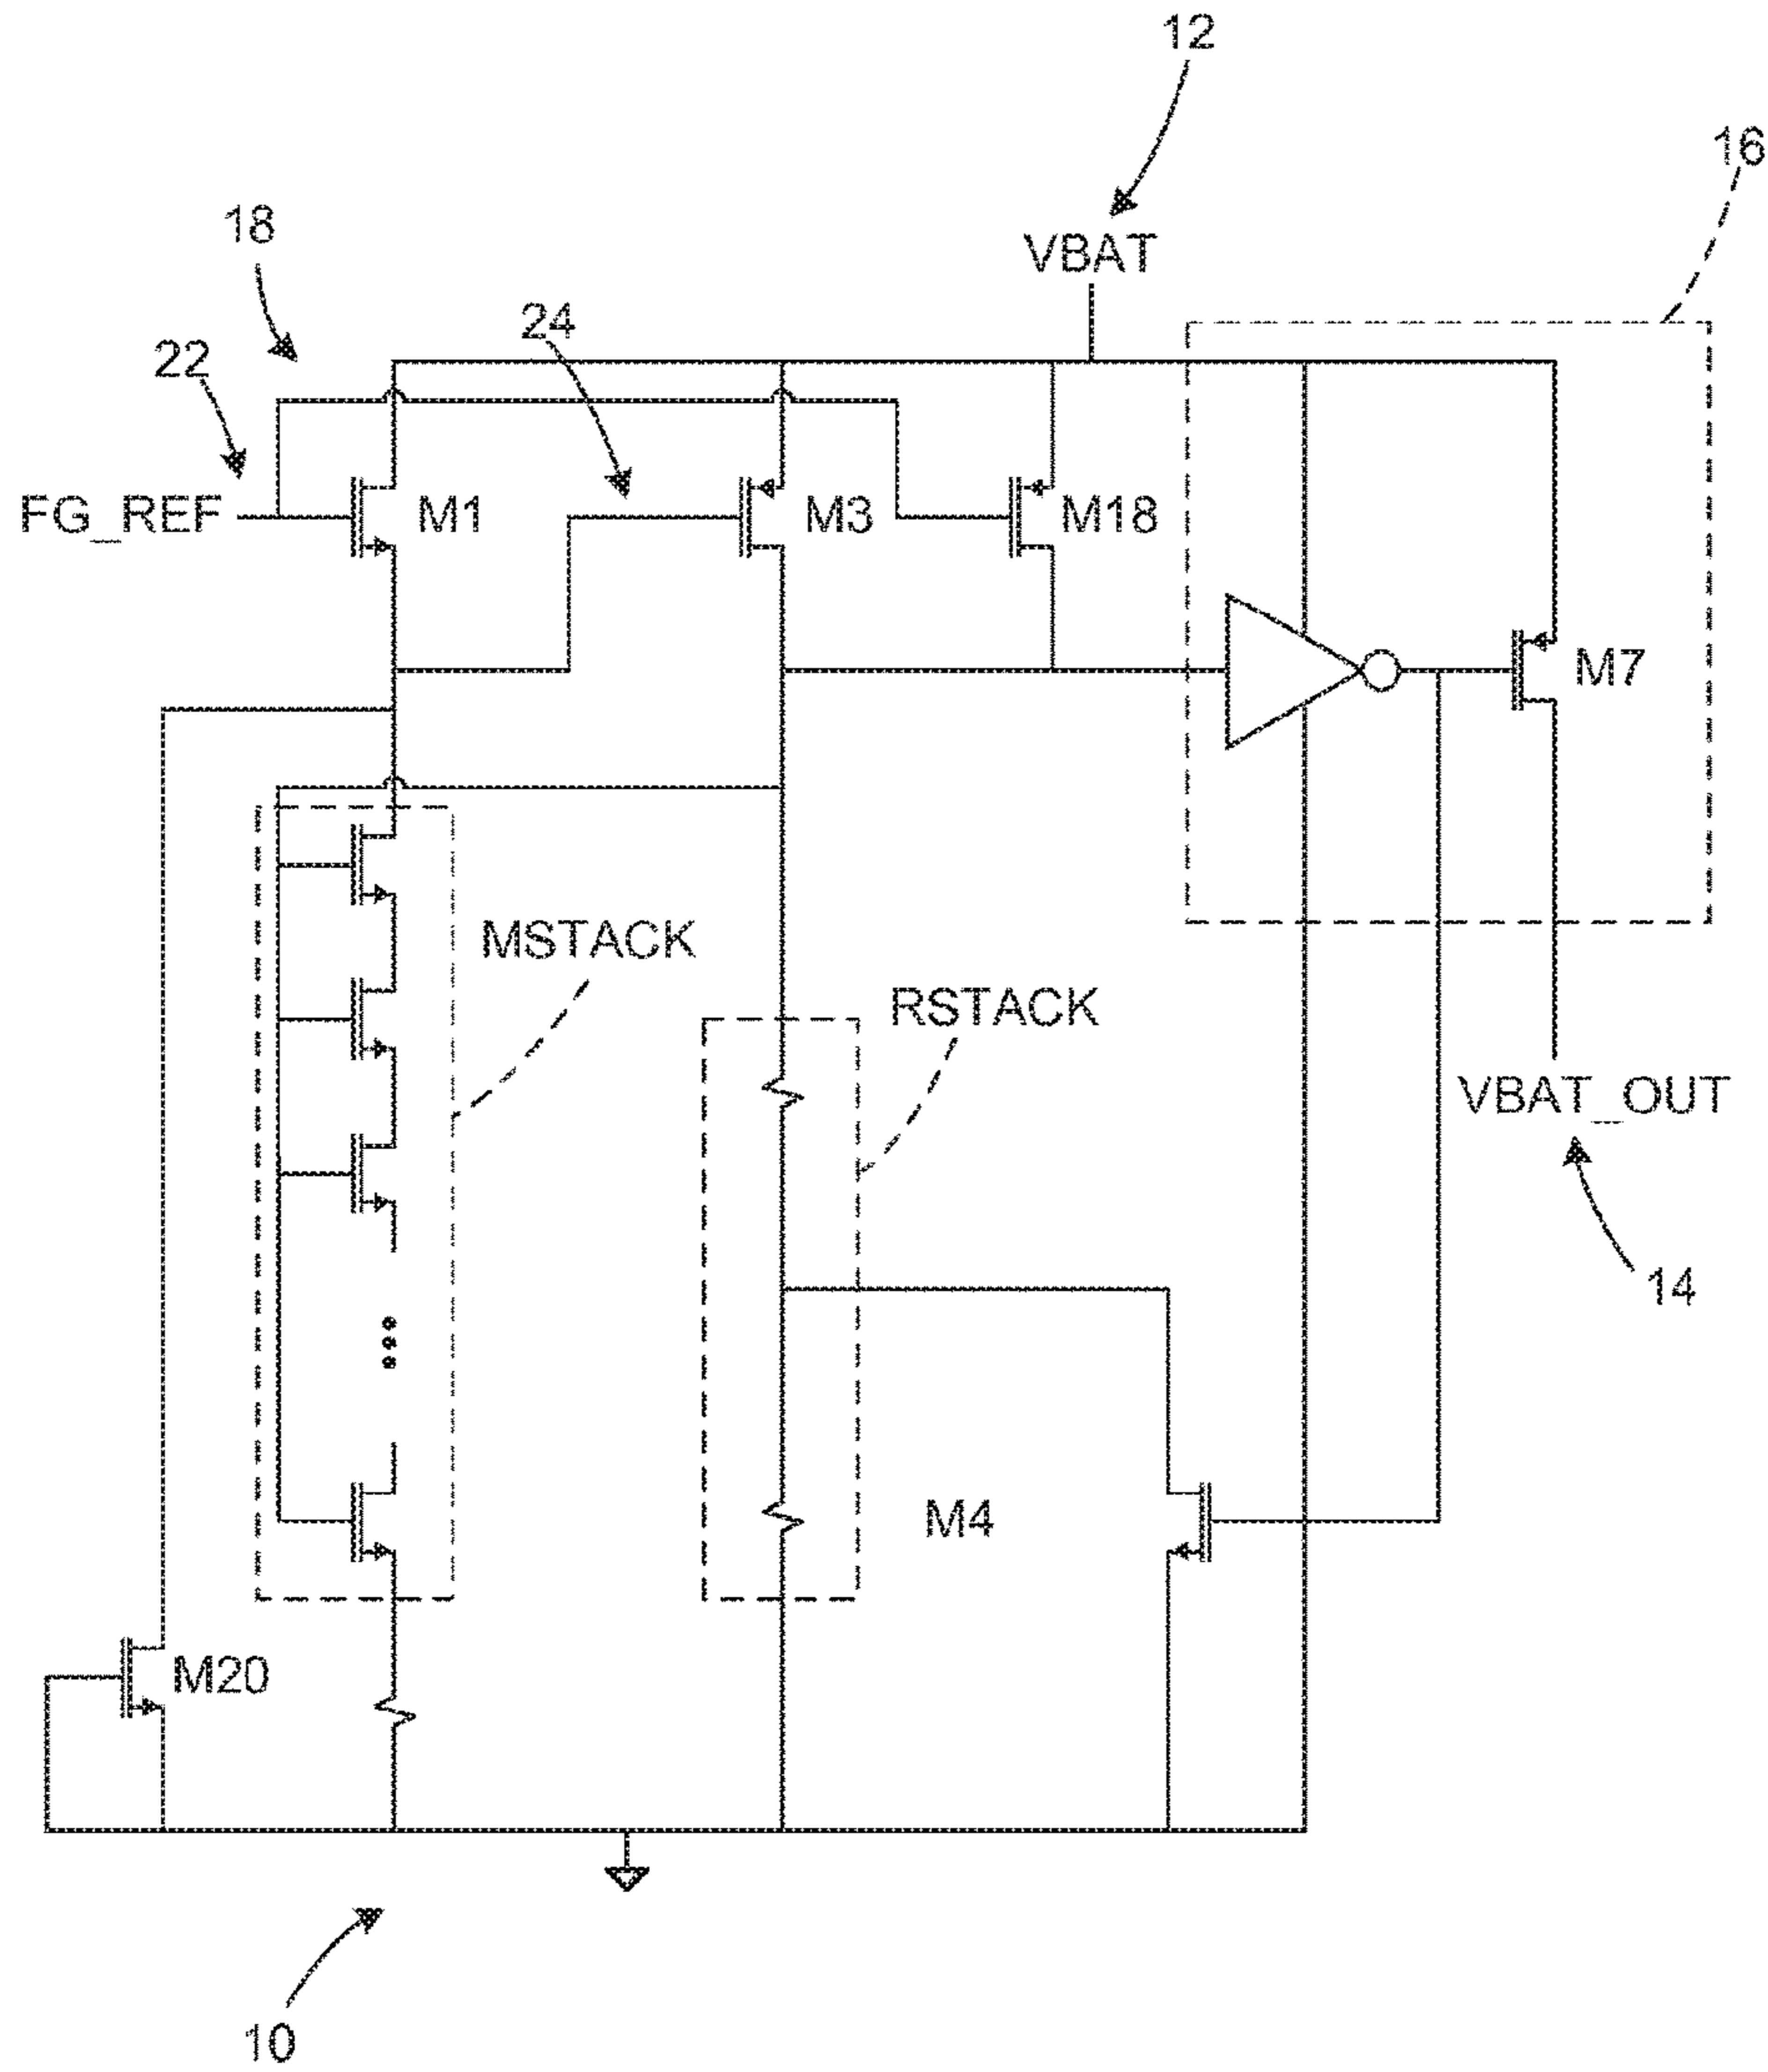 12
16
18
VBAT
24
22
FG_REF
M1
M3
M18
M7
MSTACK
RSTACK
VBAT_OUT
14
M4
M20
10